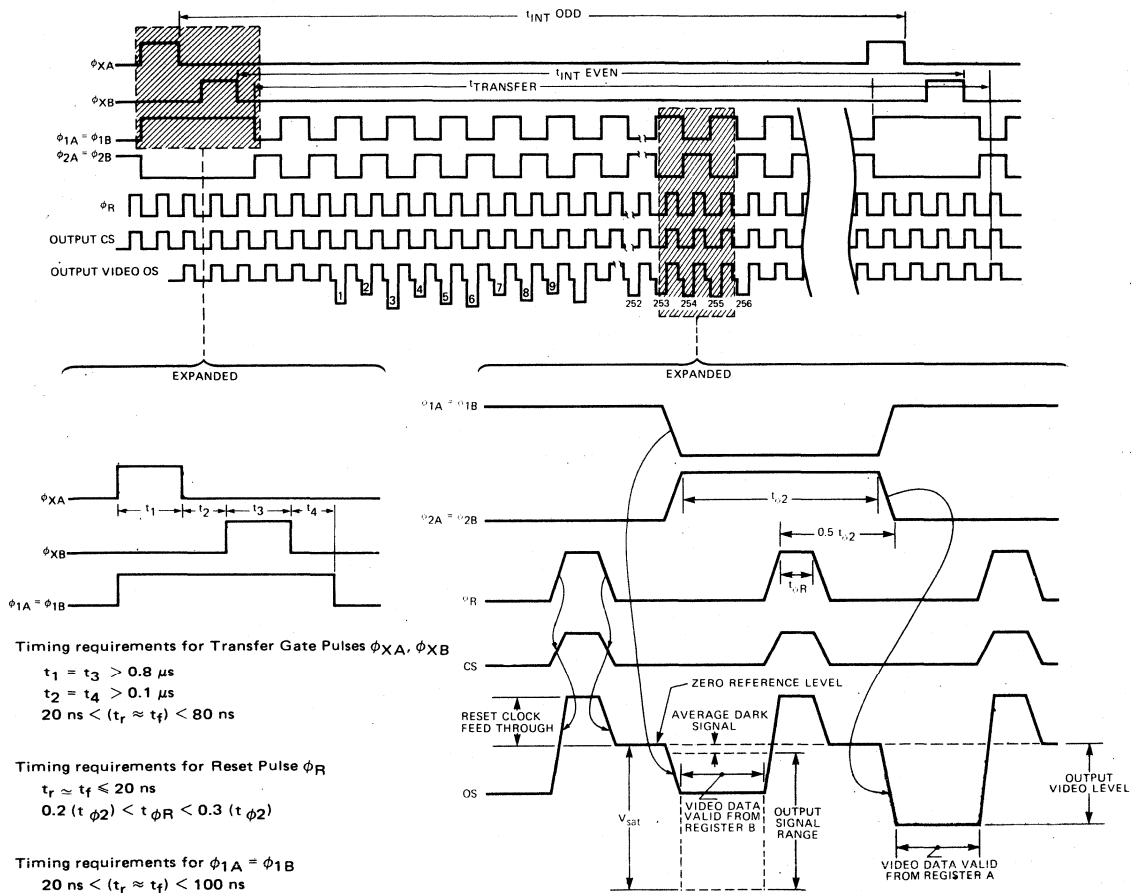 tINT ODD
ϕXA
tINT EVEN
tTRANSFER
ϕXB
ϕ1A = ϕ1B
ϕ2A = ϕ2B
ϕR
OUTPUT CS
OUTPUT VIDEO OS
1 2 3 4 5 6 7 8 9 252 253 254 255 256
EXPANDED
EXPANDED
ϕXA
t1 t2 t3 t4
ϕXB
ϕ1A = ϕ1B
Timing requirements for Transfer Gate Pulses ϕXA, ϕXB
t1 = t3 > 0.8 μs
t2 = t4 > 0.1 μs
20 ns < (tr ≈ tf) < 80 ns
Timing requirements for Reset Pulse ϕR
tr ≃ tf ⩽ 20 ns
0.2 (t ϕ2) < t ϕR < 0.3 (t ϕ2)
Timing requirements for ϕ1A = ϕ1B
20 ns < (tr ≈ tf) < 100 ns
ϕ1A = ϕ1B
tϕ2
ϕ2A = ϕ2B
0.5 tϕ2
tϕR
ϕR
CS
ZERO REFERENCE LEVEL
RESET CLOCK
FEED THROUGH
AVERAGE DARK
SIGNAL
OS
Vsat
VIDEO DATA
VALID FROM
REGISTER B
OUTPUT
SIGNAL
RANGE
OUTPUT
VIDEO LEVEL
VIDEO DATA VALID
FROM REGISTER A